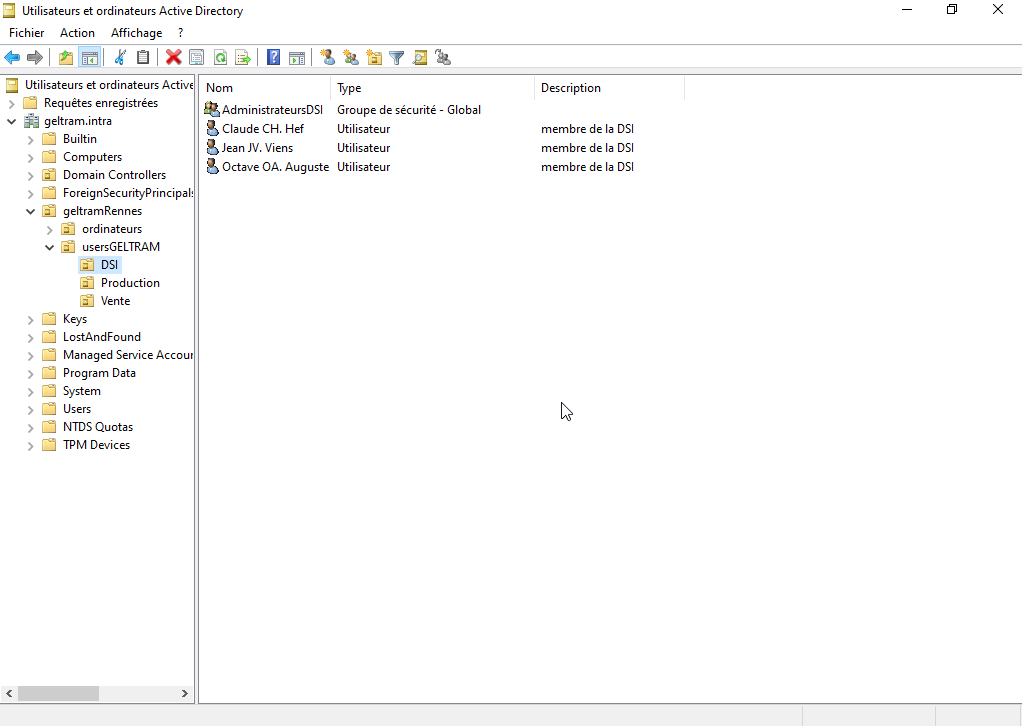 Utilisateurs et ordinateurs Active Directory
Fichier Action Affichage ?
Utilisateurs et ordinateurs Active
Requêtes enregistrées
geltram.intra
Builtin
Computers
Domain Controllers
ForeignSecurityPrincipals
geltramRennes
ordinateurs
usersGELTRAM
DSI
Production
Vente
Keys
LostAndFound
Managed Service Accoun
Program Data
System
Users
NTDS Quotas
TPM Devices
Nom Type Description
AdministrateursDSI Groupe de sécurité - Global
Claude CH. Hef Utilisateur membre de la DSI
Jean JV. Viens Utilisateur membre de la DSI
Octave OA. Auguste Utilisateur membre de la DSI